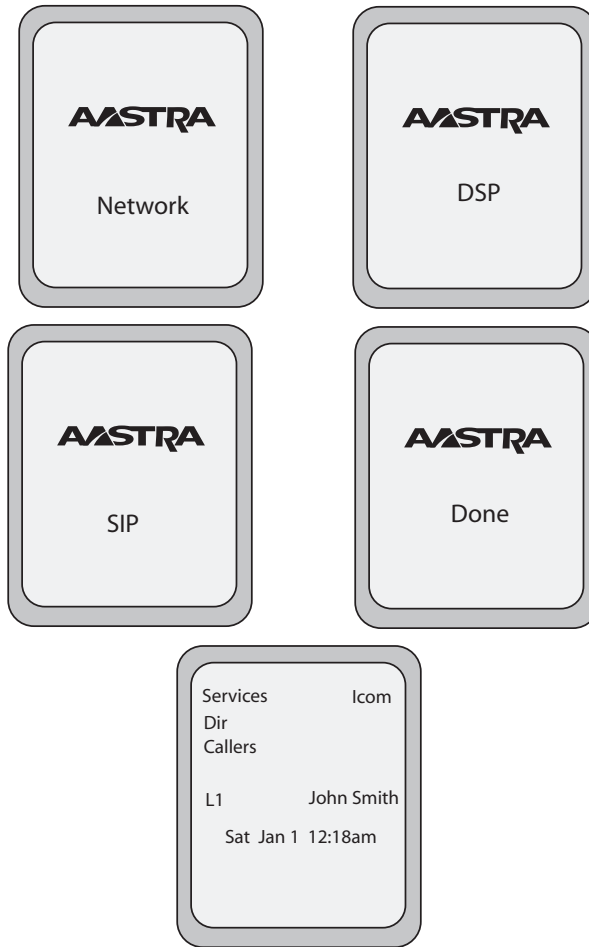 AASTRA
Network
AASTRA
DSP
AASTRA
SIP
AASTRA
Done
Services Icom
Dir
Callers
L1 John Smith
Sat Jan 1 12:18am